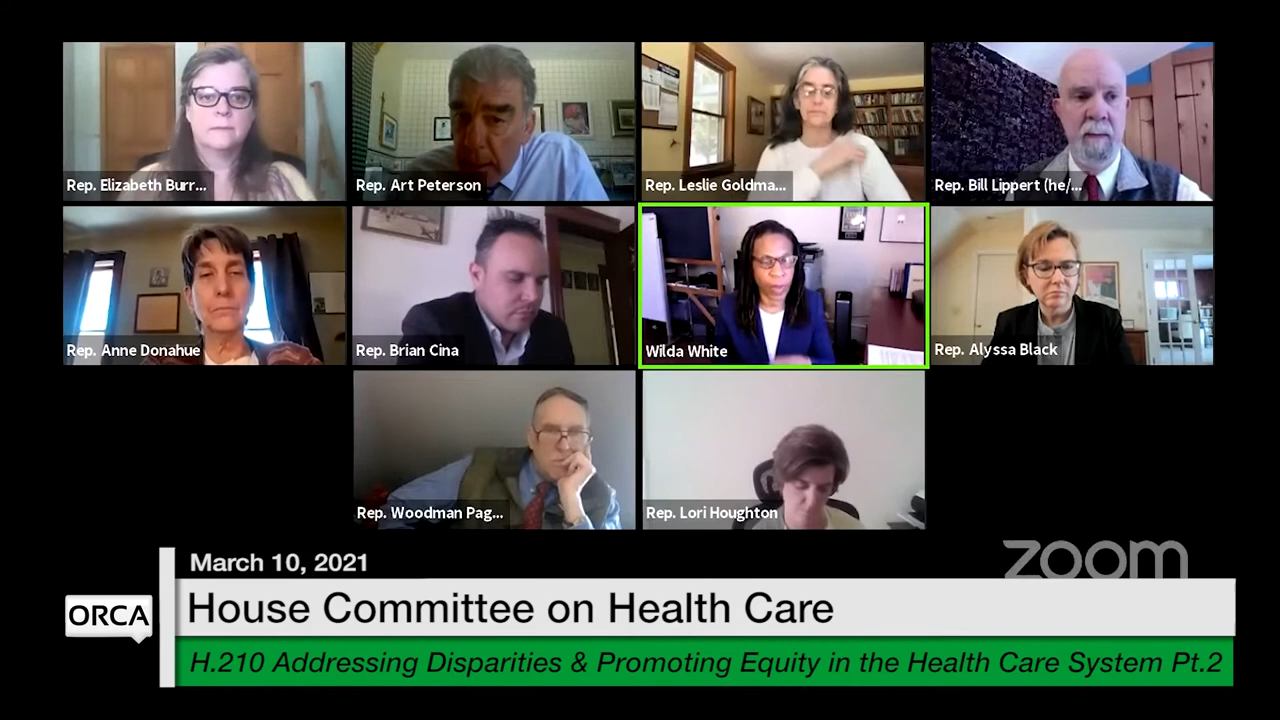 Rep. Elizabeth Burr...
Rep. Art Peterson
Rep. Leslie Goldma...
Rep. Bill Lippert (he/...
Rep. Anne Donahue
Rep. Brian Cina
Wilda White
Rep. Alyssa Black
Rep. Woodman Pag...
Rep. Lori Houghton
zoom
March 10, 2021
ORCA
House Committee on Health Care
H.210 Addressing Disparities & Promoting Equity in the Health Care System Pt.2